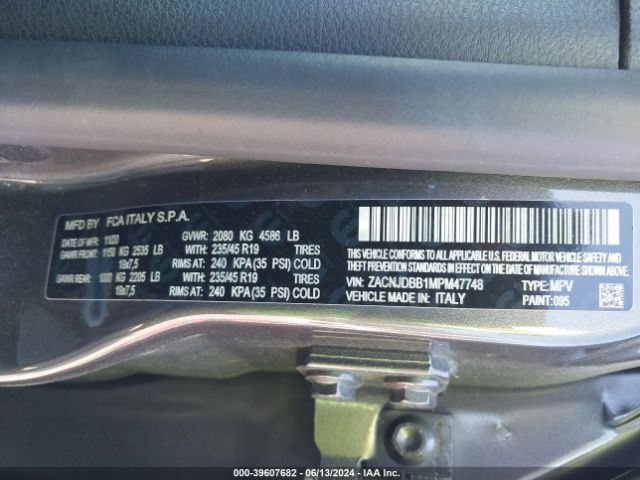 MFD BY FCA ITALY S.P.A.
DATE OF MFR: 1120 GVWR: 2080 KG 4586 LB
GAWR FRONT: 1150 KG 2535 LB WITH: 235/45 R19 TIRES
19x7,5 RIMS AT: 240 KPA(35 PSI) COLD
GAWR REAR: 1000 KG 2205 LB WITH: 235/45 R19 TIRES
19x7,5 RIMS AT: 240 KPA(35 PSI) COLD
THIS VEHICLE CONFORMS TO ALL APPLICABLE U.S. FEDERAL MOTOR VEHICLE SAFETY,
BUMPER, AND THEFT PREVENTION STANDARDS IN EFFECT ON THE DATE OF MANUFACTURE SHOWN ABOVE.
VIN: ZACNJDBB1MPM47748 TYPE: MPV
VEHICLE MADE IN: ITALY PAINT: 095
000-39607682 - 06/13/2024 - IAA Inc.